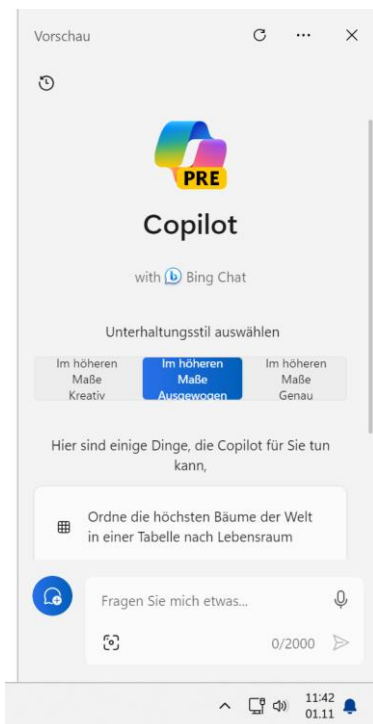 Vorschau
PRE
Copilot
with b Bing Chat
Unterhaltungsstil auswählen
Im höheren
Maße
Kreativ
Im höheren
Maße
Ausgewogen
Im höheren
Maße
Genau
Hier sind einige Dinge, die Copilot für Sie tun
kann,
Ordne die höchsten Bäume der Welt
in einer Tabelle nach Lebensraum
Fragen Sie mich etwas...
0/2000
11:42
01.11